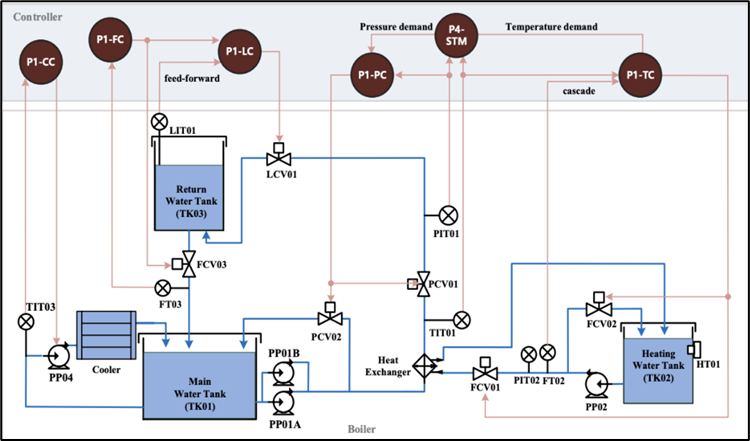 Controller
P1-CC
P1-FC
P1-LC
feed-forward
Pressure demand
P4-
STM
Temperature demand
P1-PC
P1-TC
cascade
LIT01
LCV01
Return
Water Tank
(TK03)
PIT01
FCV03
PCV01
FT03
TIT03
PCV02
TIT01
FCV02
PP04
Cooler
PP01B
Heat
Exchanger
Main
Water Tank
(TK01)
PP01A
FCV01
PIT02
FT02
PP02
Heating
Water Tank
(TK02)
HT01
Boiler